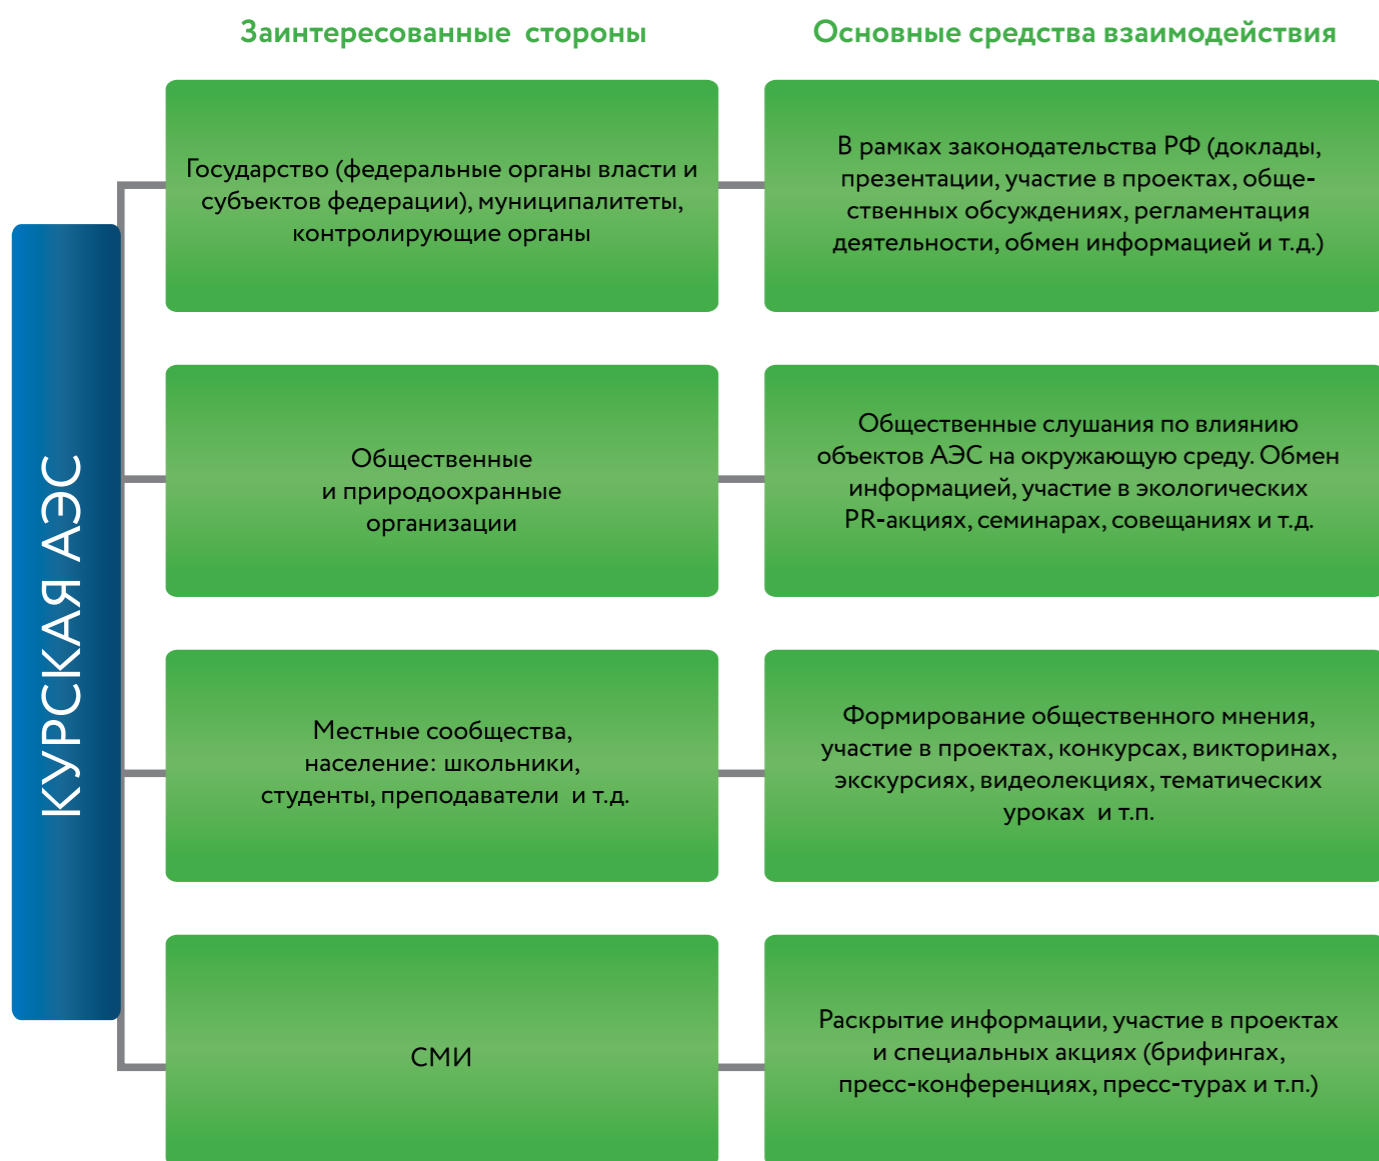 Заинтересованные стороны
Основные средства взаимодействия
КУРСКАЯ АЭС
Государство (федеральные органы власти и
субъектов федерации), муниципалитеты,
контролирующие органы
В рамках законодательства РФ (доклады,
презентации, участие в проектах, обще-
ственных обсуждениях, регламентация
деятельности, обмен информацией и т.д.)
Общественные
и природоохранные
организации
Общественные слушания по влиянию
объектов АЭС на окружающую среду. Обмен
информацией, участие в экологических
PR-акциях, семинарах, совещаниях и т.д.
Местные сообщества,
население: школьники,
студенты, преподаватели и т.д.
Формирование общественного мнения,
участие в проектах, конкурсах, викторинах,
экскурсиях, видеолекциях, тематических
уроках и т.п.
СМИ
Раскрытие информации, участие в проектах
и специальных акциях (брифингах,
пресс-конференциях, пресс-турах и т.п.)